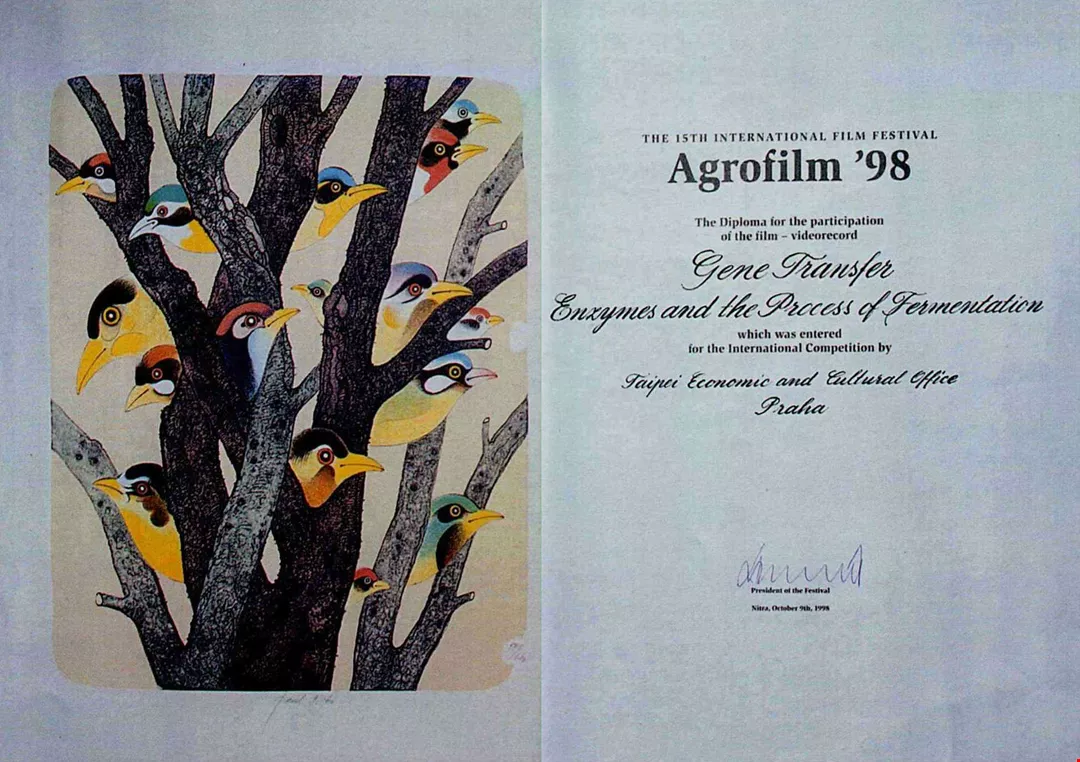 THE 15TH INTERNATIONAL FILM FESTIVAL
Agrofilm '98
The Diploma for the participation
of the film – videorecord
Gene Transfer
Enzymes and the Process of Fermentation
which was entered
for the International Competition by
Taipei Economic and Cultural Office
Praha
President of the Festival
Nitra, October 9th, 1998